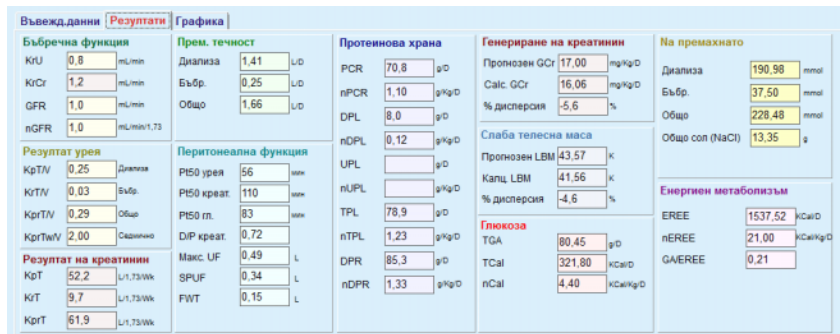 Въвежд.данни Резултати Графика
Бъбречна функция
KrU 0,8 mL/min
KrCr 1,2 mL/min
GFR 1,0 mL/min
nGFR 1,0 mL/min/1,73
Резултат урея
KpT/V 0,25 Диализа
KrT/V 0,03 Бъбр.
KprT/V 0,29 Общо
KprTw/V 2,00 Седмично
Резултат на креатинин
KpT 52,2 L/1,73/Wk
KrT 9,7 L/1,73/Wk
KprT 61,9 L/1,73/Wk
Прем. течност
Диализа 1,41 L/D
Бъбр. 0,25 L/D
Общо 1,66 L/D
Перитонеална функция
Pt50 урея 56 мин
Pt50 креат. 110 мин
Pt50 гл. 83 мин
D/P креат. 0,72
Макс. UF 0,49 L
SPUF 0,34 L
FWT 0,15 L
Протеинова храна
PCR 70,8 g/D
nPCR 1,10 g/Kg/D
DPL 8,0 g/D
nDPL 0,12 g/Kg/D
UPL g/D
nUPL g/Kg/D
TPL 78,9 g/D
nTPL 1,23 g/Kg/D
DPR 85,3 g/D
nDPR 1,33 g/Kg/D
Генериране на креатинин
Прогнозен GCr 17,00 mg/Kg/D
Calc. GCr 16,06 mg/Kg/D
% дисперсия -5,6 %
Слаба телесна маса
Прогнозен LBM 43,57 K
Калц. LBM 41,56 K
% дисперсия -4,6 %
Глюкоза
TGA 80,45 g/D
TCal 321,80 KCal/D
nCal 4,40 KCal/Kg/D
Na премахнато
Диализа 190,98 mmol
Бъбр. 37,50 mmol
Общо 228,48 mmol
Общо сол (NaCl) 13,35 g
Енергиен метаболизъм
EREE 1537,52 KCal/D
nEREE 21,00 KCal/Kg/D
GA/EREE 0,21